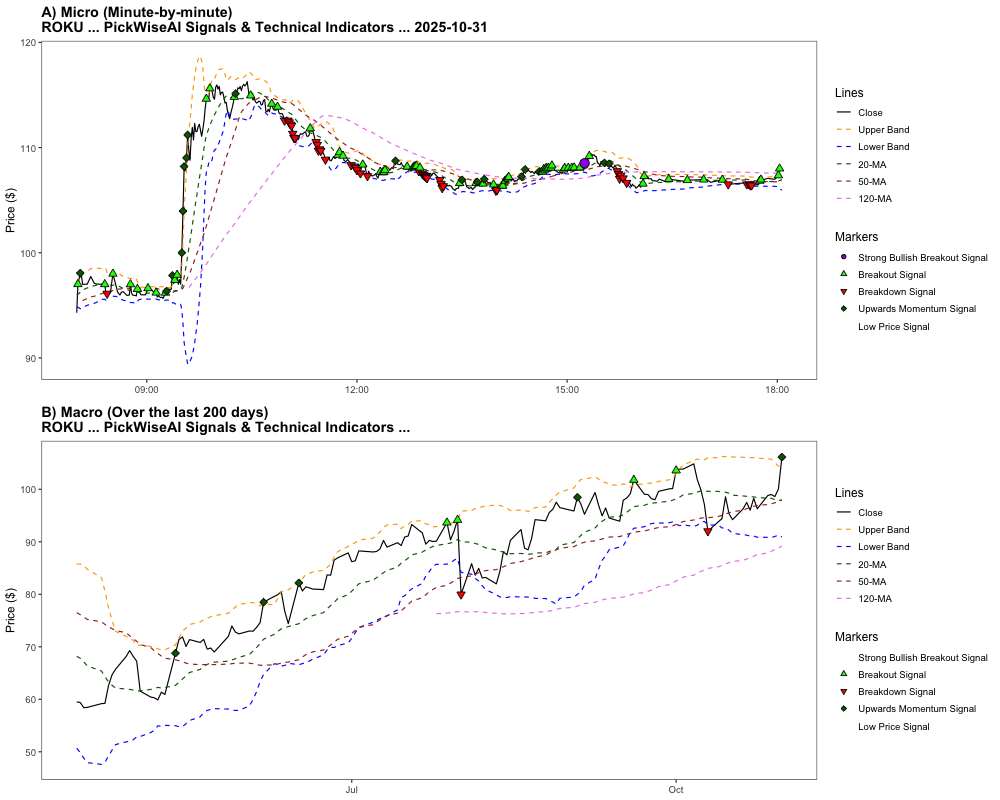 A) Micro (Minute-by-minute)
ROKU ... PickWiseAI Signals & Technical Indicators ... 2025-10-31
Price ($)
120
110
100
90
09:00
12:00
15:00
18:00
Lines
Close
Upper Band
Lower Band
20-MA
50-MA
120-MA
Markers
Strong Bullish Breakout Signal
Breakout Signal
Breakdown Signal
Upwards Momentum Signal
Low Price Signal
B) Macro (Over the last 200 days)
ROKU ... PickWiseAI Signals & Technical Indicators ...
Price ($)
100
90
80
70
60
50
Jul
Oct
Lines
Close
Upper Band
Lower Band
20-MA
50-MA
120-MA
Markers
Strong Bullish Breakout Signal
Breakout Signal
Breakdown Signal
Upwards Momentum Signal
Low Price Signal